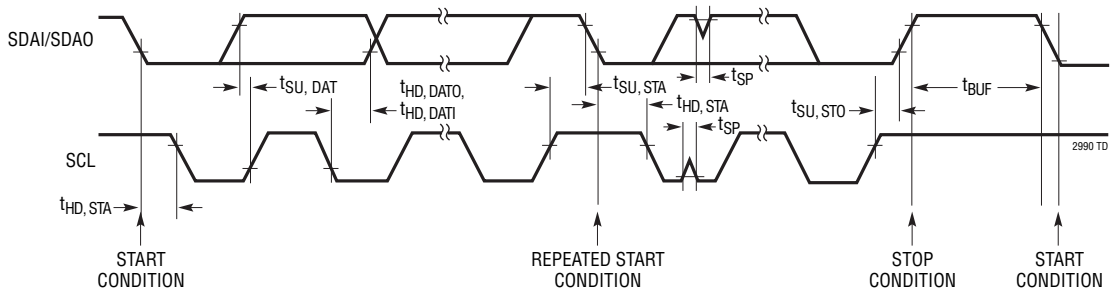 SDAI/SDAO
tSU, DAT
tHD, DATO,
tHD, DATI
tSU, STA
tHD, STA
tSP
tSP
tSU, STO
tBUF
SCL
2990 TD
tHD, STA
START
CONDITION
REPEATED START
CONDITION
STOP
CONDITION
START
CONDITION